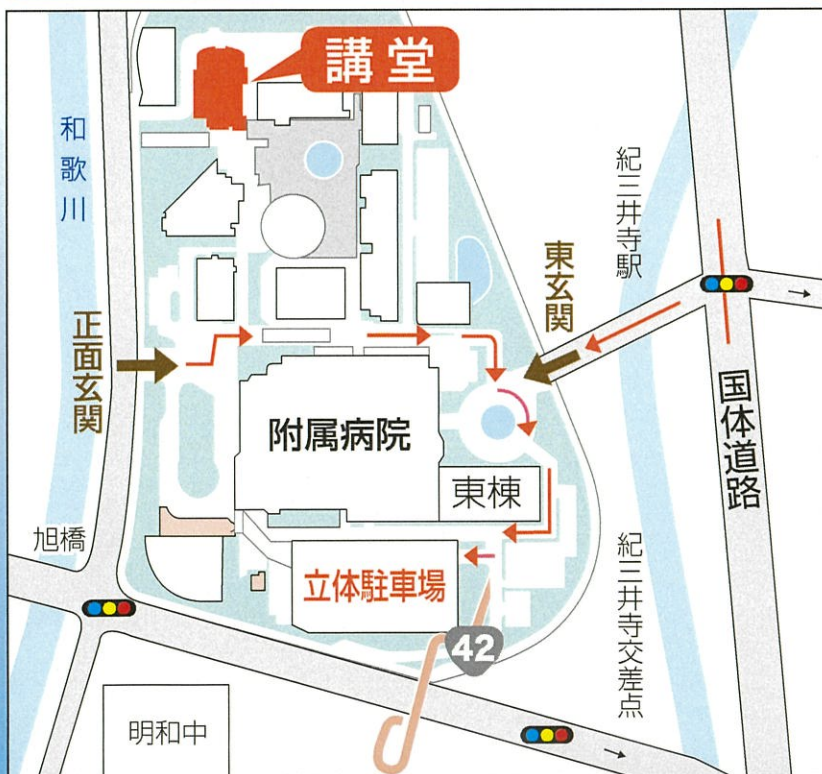 講堂
和歌川
紀三井寺駅
東玄関
正面玄関
国体道路
附属病院
東棟
旭橋
立体駐車場
紀三井寺交差点
42
明和中